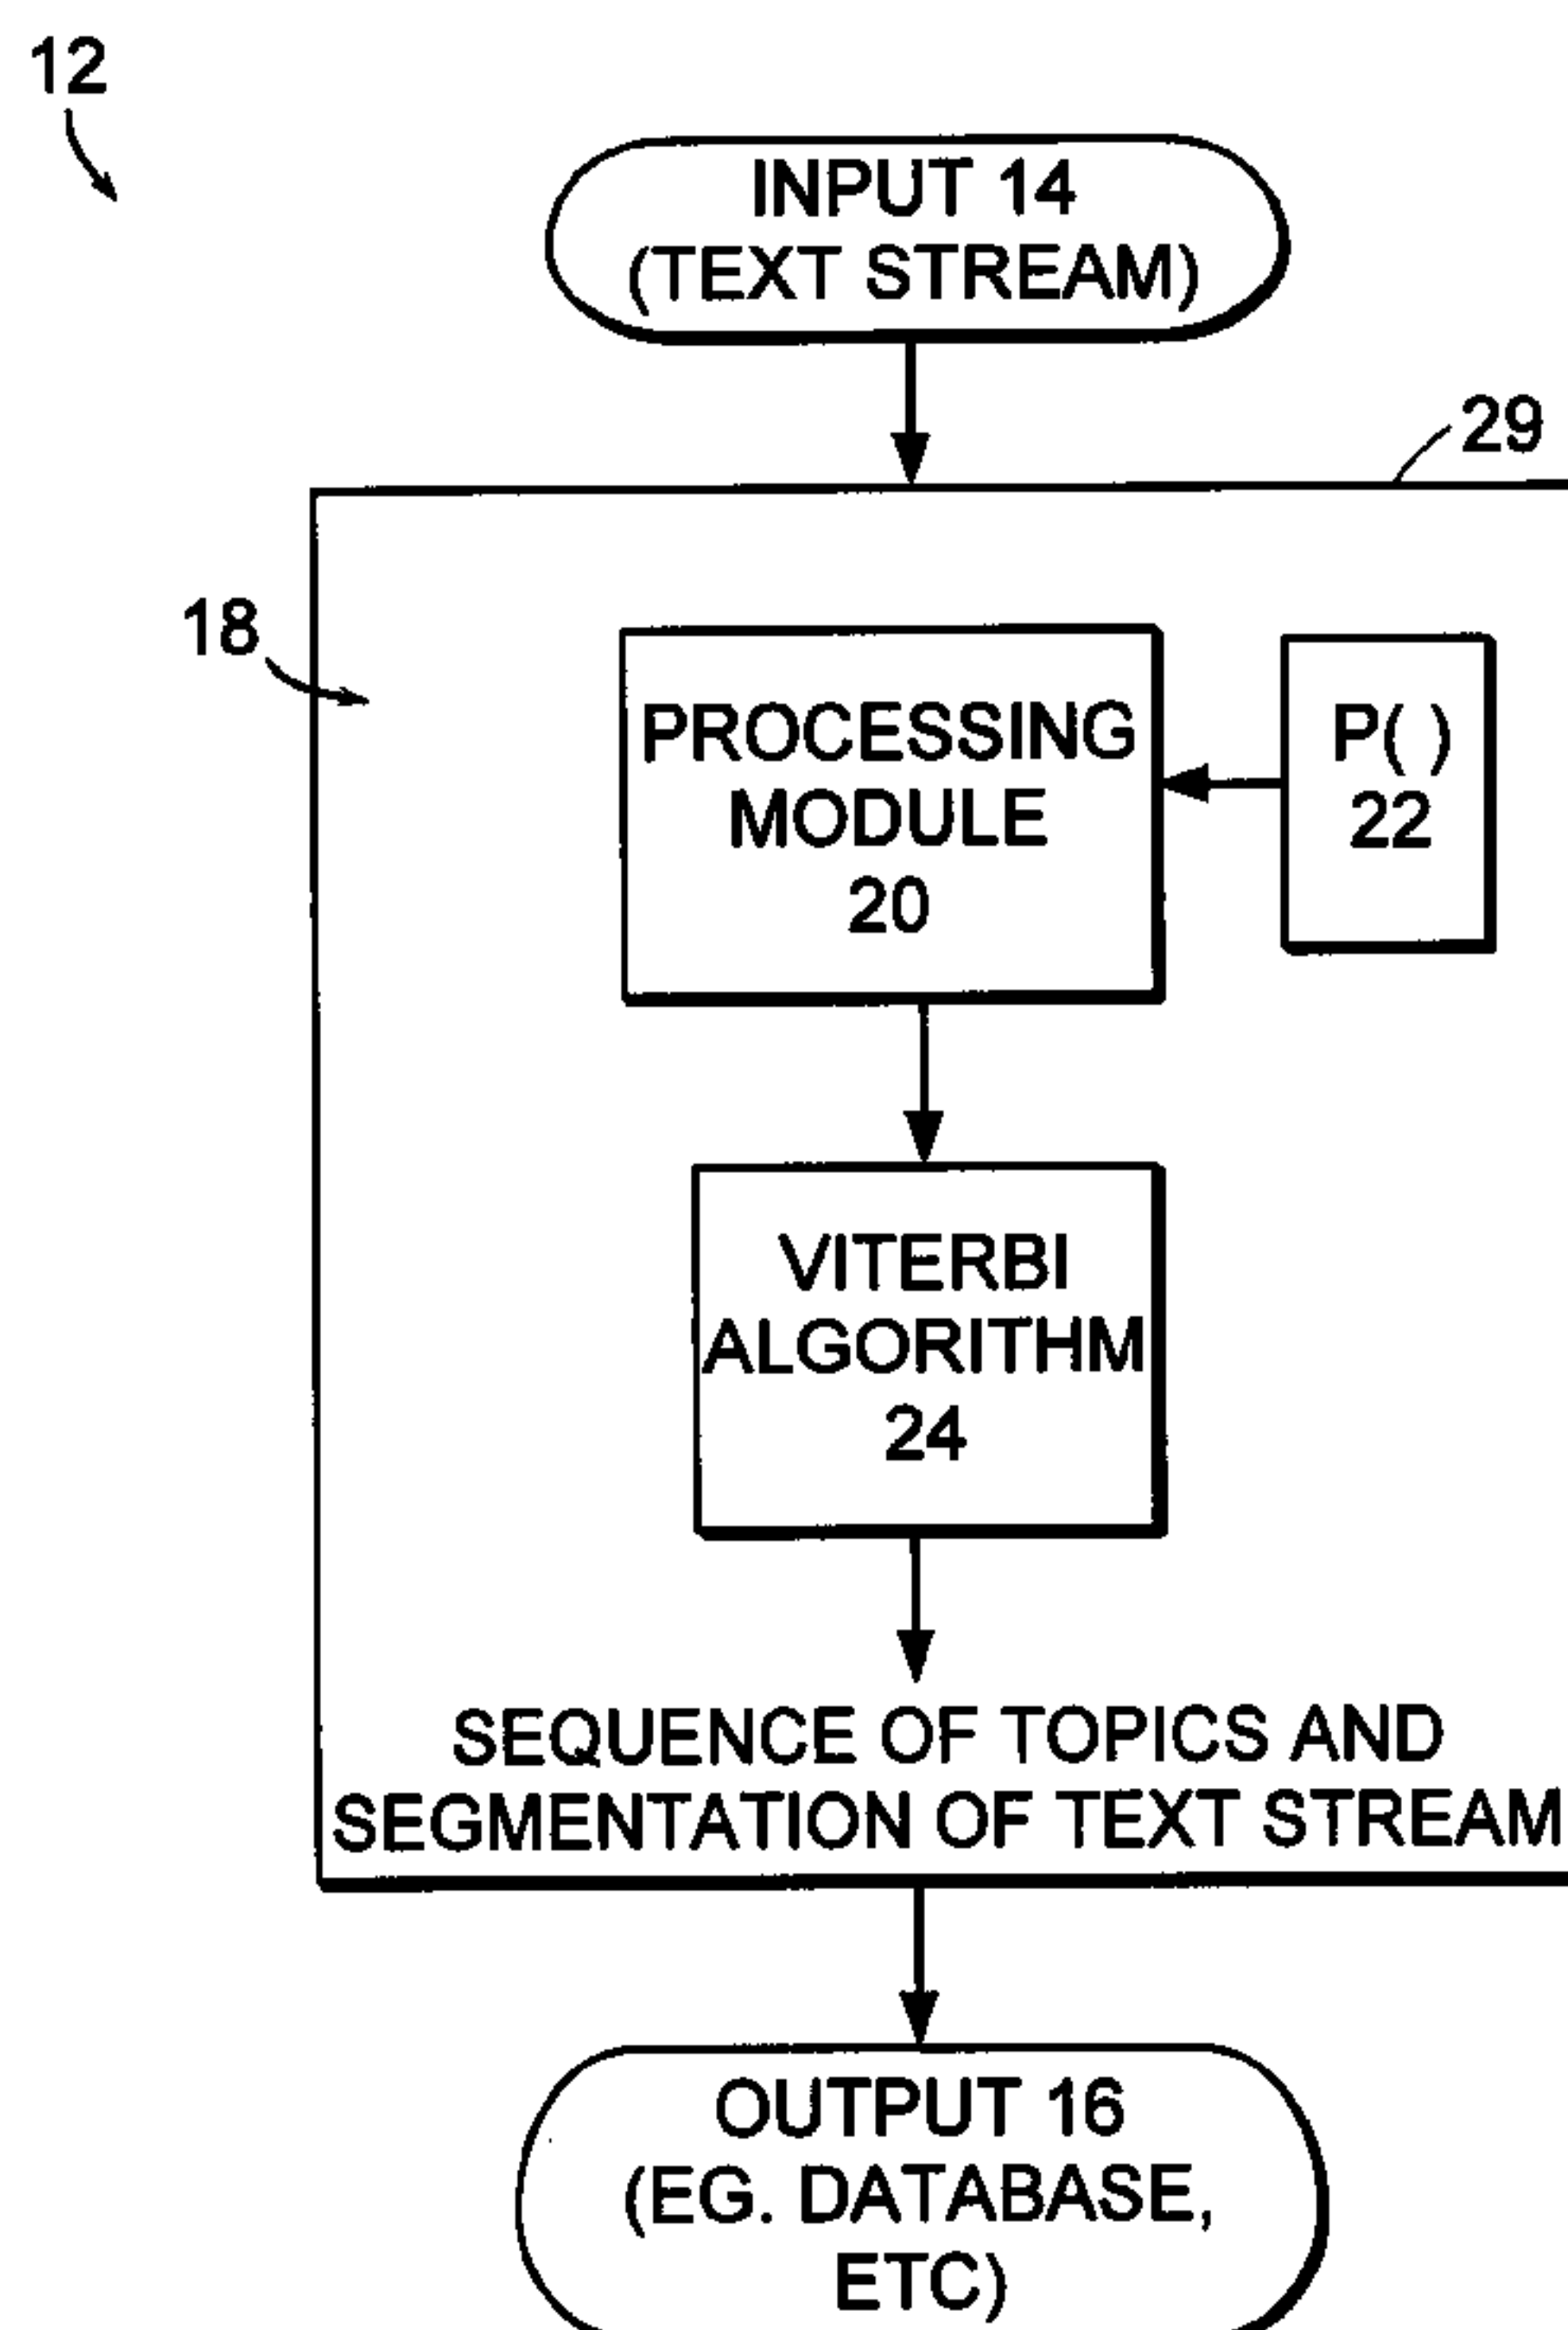 12
INPUT 14
(TEXT STREAM)
29
18
PROCESSING
MODULE
20
P( )
22
VITERBI
ALGORITHM
24
SEQUENCE OF TOPICS AND
SEGMENTATION OF TEXT STREAM
OUTPUT 16
(EG. DATABASE,
ETC)